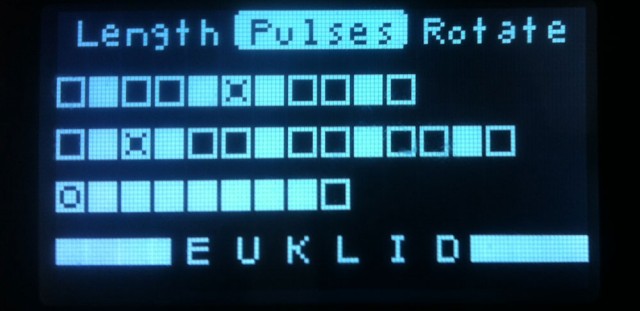 Length Pulses Rotate
EUKLID